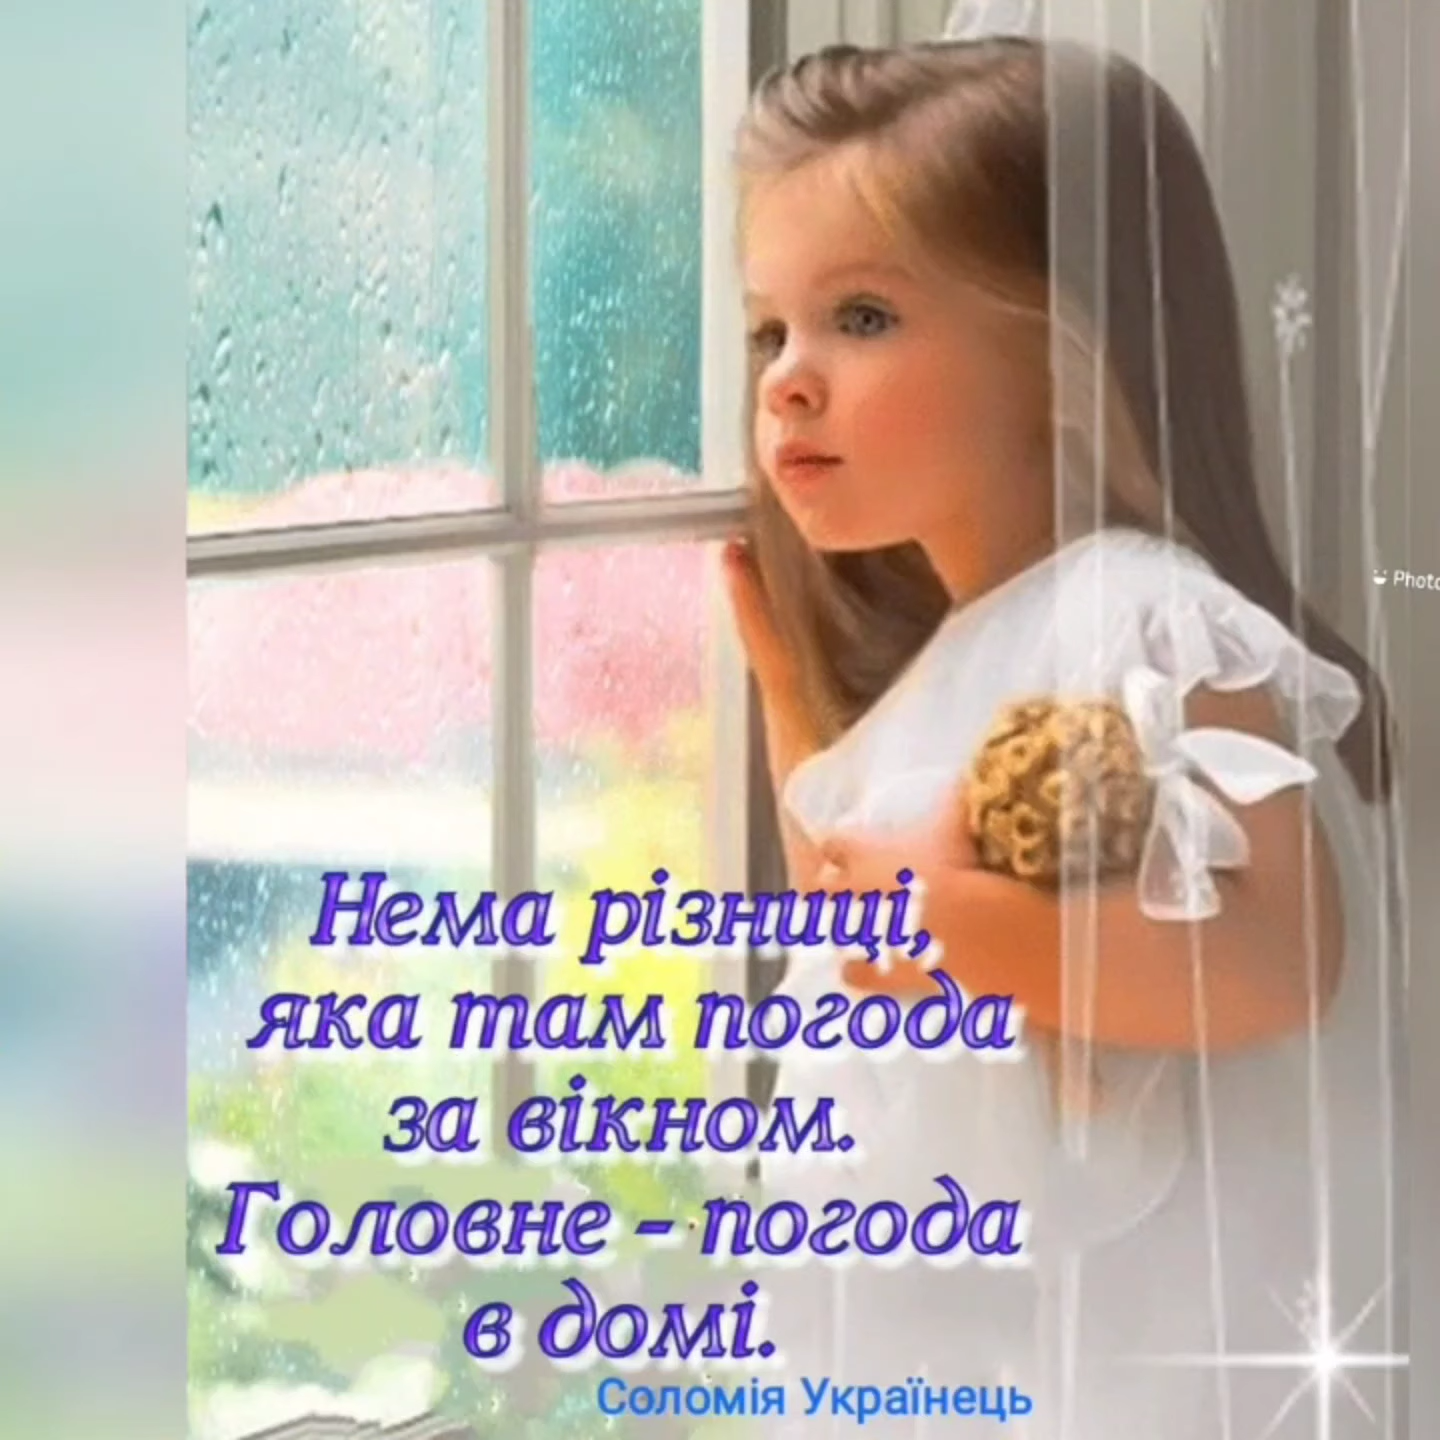 Нема різниці,
яка там погода
за вікном.
Головне - погода
в домі.
Соломія Українець